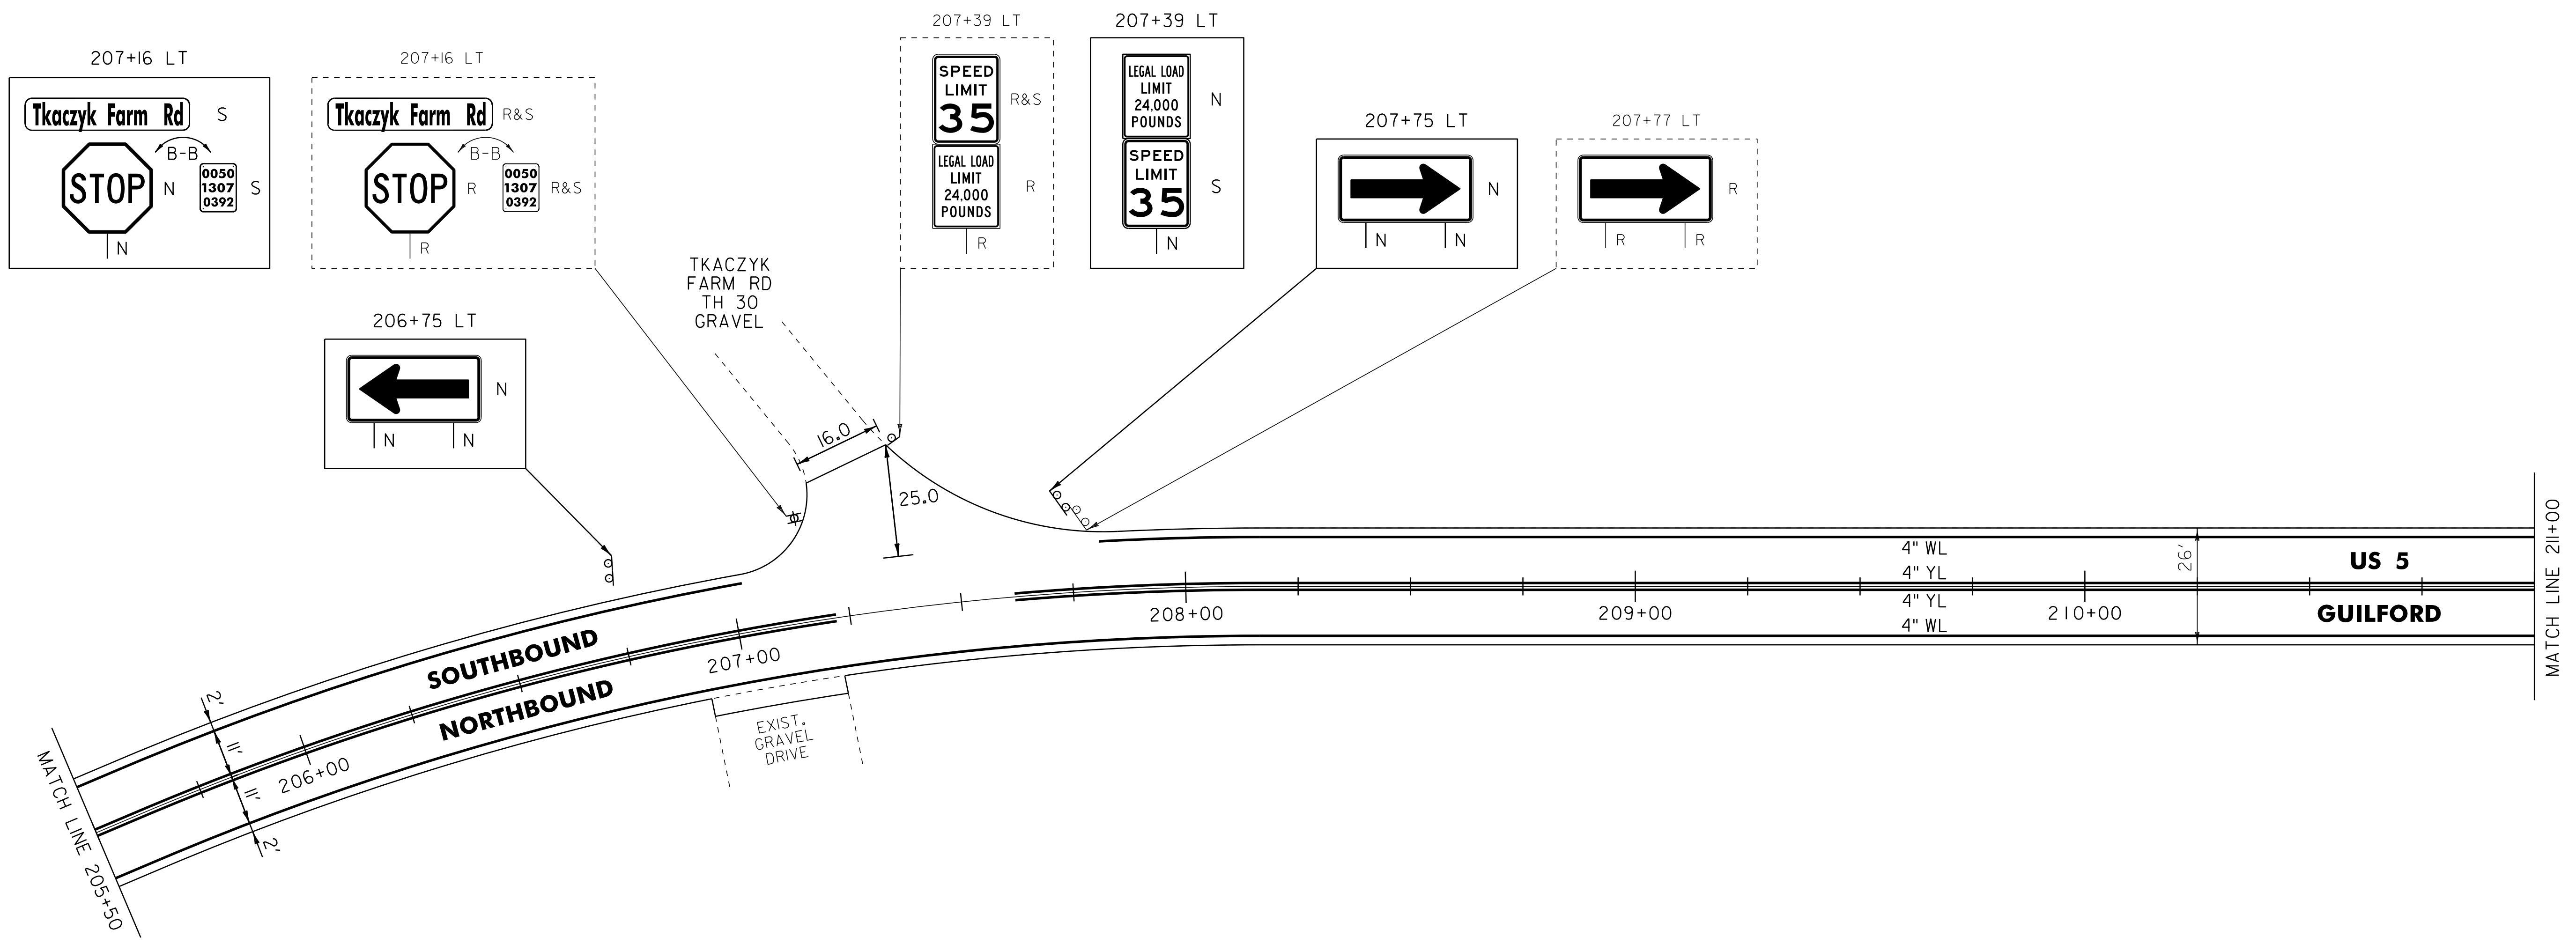 207+16 LT
Tkaczyk Farm Rd S
B-B
STOP N
0050
1307
0392
S
N
207+16 LT
Tkaczyk Farm Rd R&S
B-B
STOP R
0050
1307
0392
R&S
R
207+39 LT
SPEED
LIMIT
35
R&S
LEGAL LOAD
LIMIT
24,000
POUNDS
R
R
207+39 LT
LEGAL LOAD
LIMIT
24,000
POUNDS
N
SPEED
LIMIT
35
S
N
207+75 LT
N
N N
207+77 LT
R
R R
206+75 LT
N
N N
TKACZYK
FARM RD
TH 30
GRAVEL
16.0
25.0
SOUTHBOUND
NORTHBOUND
2'
11'
11'
2'
206+00
207+00
208+00
209+00
210+00
EXIST.
GRAVEL
DRIVE
4" WL
4" YL
4" YL
4" WL
26'
US 5
GUILFORD
MATCH LINE 205+50
MATCH LINE 211+00